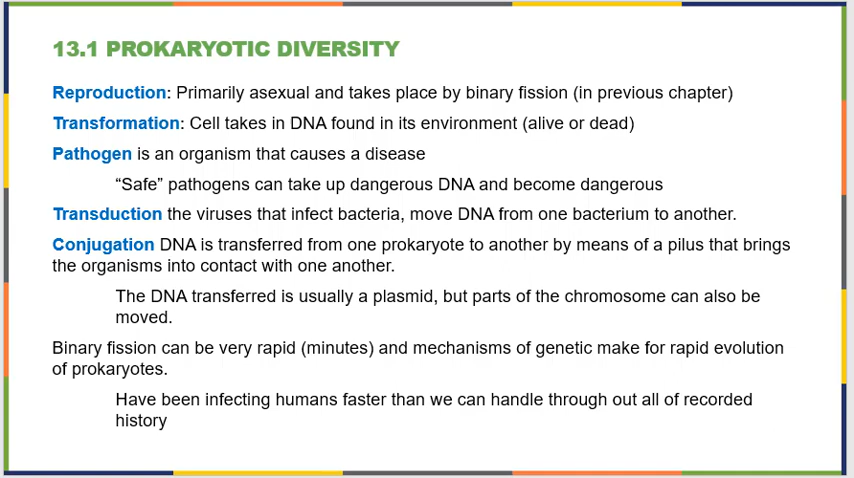 13.1 PROKARYOTIC DIVERSITY
Reproduction: Primarily asexual and takes place by binary fission (in previous chapter)
Transformation: Cell takes in DNA found in its environment (alive or dead)
Pathogen is an organism that causes a disease
“Safe” pathogens can take up dangerous DNA and become dangerous
Transduction the viruses that infect bacteria, move DNA from one bacterium to another.
Conjugation DNA is transferred from one prokaryote to another by means of a pilus that brings
the organisms into contact with one another.
The DNA transferred is usually a plasmid, but parts of the chromosome can also be
moved.
Binary fission can be very rapid (minutes) and mechanisms of genetic make for rapid evolution
of prokaryotes.
Have been infecting humans faster than we can handle through out all of recorded
history